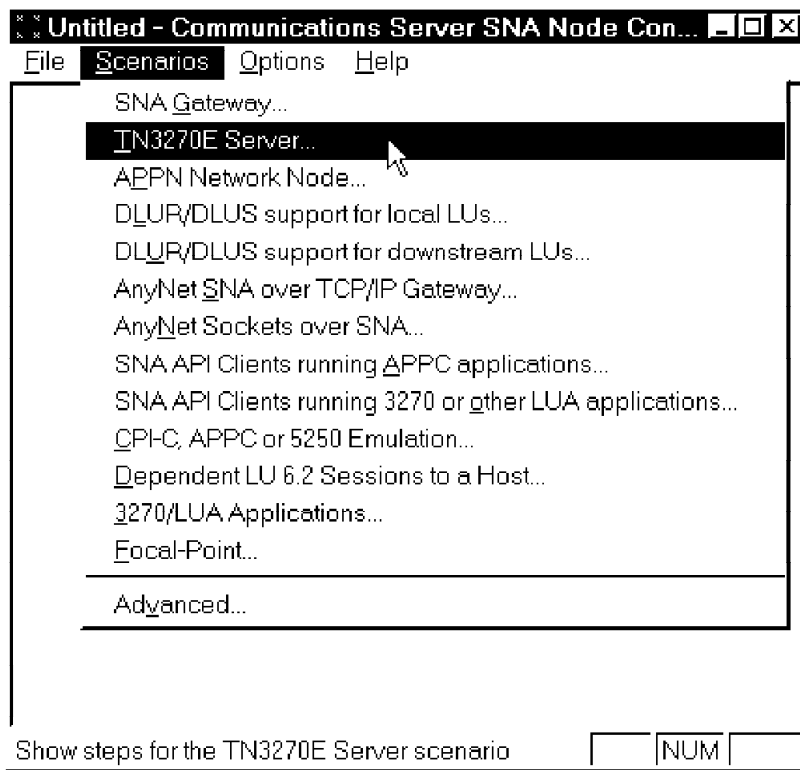 Untitled - Communications Server SNA Node Con...
File Scenarios Options Help
SNA Gateway...
TN3270E Server...
APPN Network Node...
DLUR/DLUS support for local LUs...
DLUR/DLUS support for downstream LUs...
AnyNet SNA over TCP/IP Gateway...
AnyNet Sockets over SNA...
SNA API Clients running APPC applications...
SNA API Clients running 3270 or other LUA applications...
CPI-C, APPC or 5250 Emulation...
Dependent LU 6.2 Sessions to a Host...
3270/LUA Applications...
Focal-Point...
Advanced...
Show steps for the TN3270E Server scenario NUM